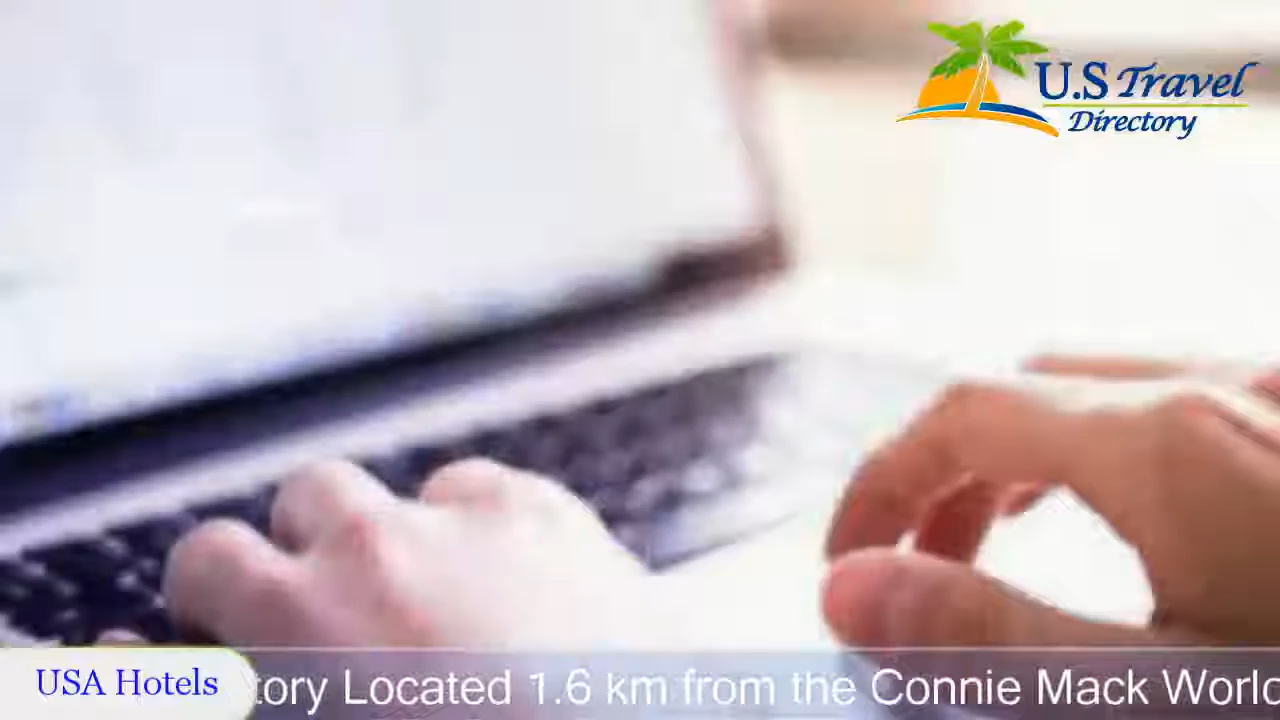 U.S Travel
Directory
USA Hotels
tory Located 1.6 km from the Connie Mack World